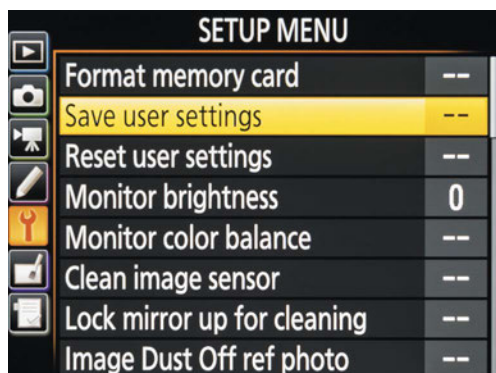 SETUP MENU
Format memory card --
Save user settings --
Reset user settings --
Monitor brightness 0
Monitor color balance --
Clean image sensor --
Lock mirror up for cleaning --
Image Dust Off ref photo --